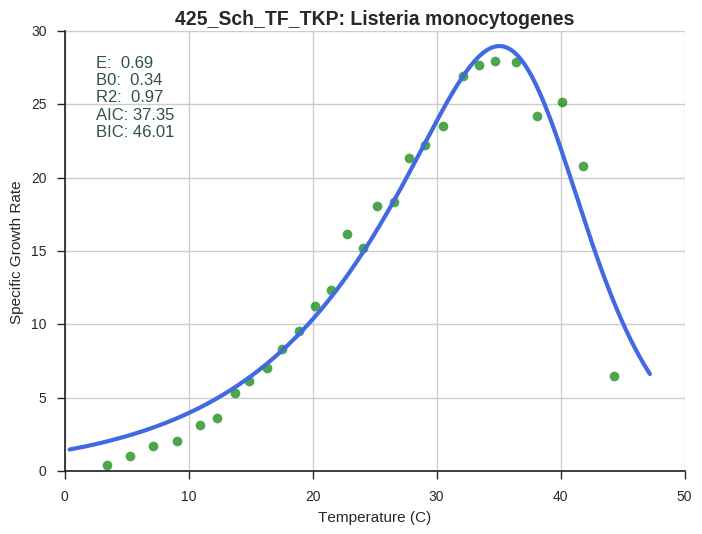 425_Sch_TF_TKP: Listeria monocytogenes
30
E:  0.69
B0:  0.34
R2:  0.97
AIC: 37.35
BIC: 46.01
25
20
15
10
5
0
Specific Growth Rate
0 10 20 30 40 50
Temperature (C)